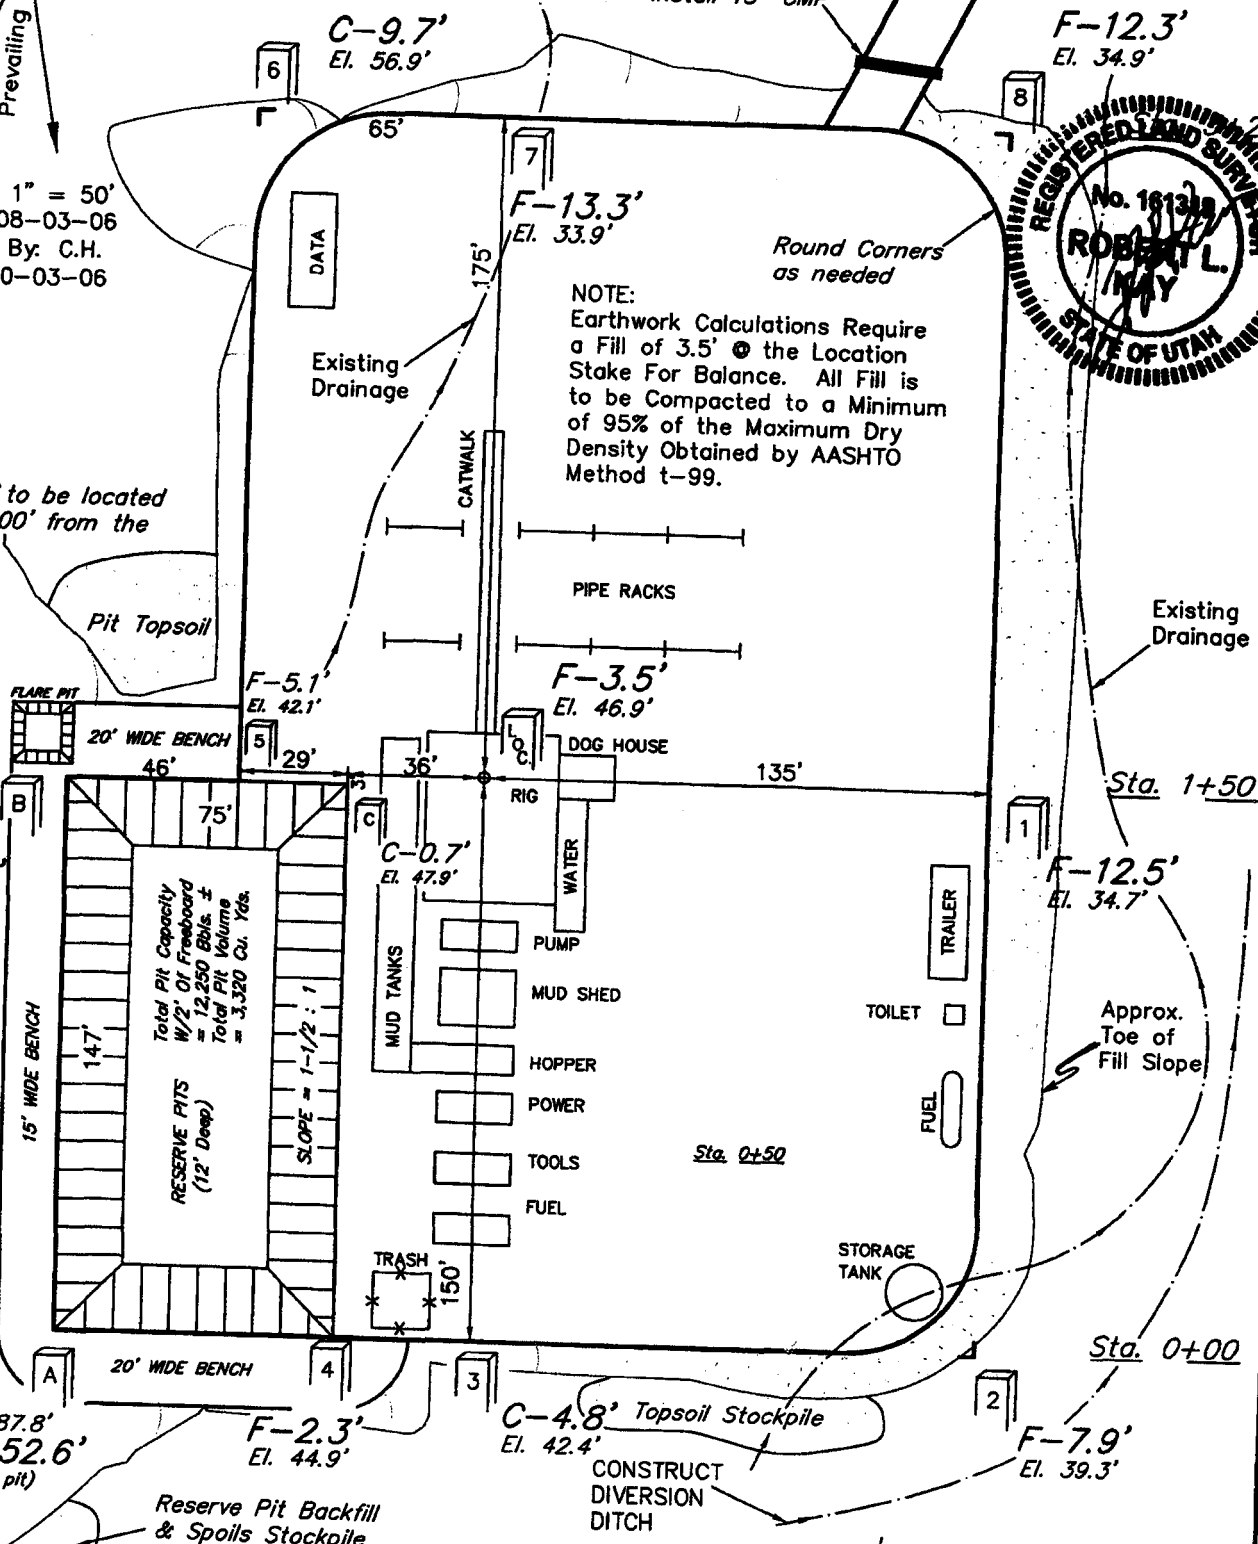 Prevailing
C-9.7'
El. 56.9'
F-12.3'
El. 34.9'
6
8
65'
7
F-13.3'
El. 33.9'
175'
1" = 50'
08-03-06
By: C.H.
0-03-06
DATA
Round Corners
as needed
REGISTERED LAND SURVEYOR
ROBERT L.
KAY
STATE OF UTAH
NOTE:
Earthwork Calculations Require
a Fill of 3.5' @ the Location
Stake For Balance. All Fill is
to be Compacted to a Minimum
of 95% of the Maximum Dry
Density Obtained by AASHTO
Method t-99.
Existing
Drainage
CATWALK
to be located
00' from the
PIPE RACKS
Pit Topsoil
Existing
Drainage
F-5.1'
El. 42.1'
F-3.5'
El. 46.9'
FLARE PIT
20' WIDE BENCH
5
LOC.
DOG HOUSE
46'
29'
3'
36'
RIG
135'
Sta. 1+50
B
75'
C
1
C-0.7'
El. 47.9'
WATER
F-12.5'
El. 34.7'
Total Pit Capacity
W/2' Of Freeboard
= 12,250 Bbls. ±
Total Pit Volume
= 3,320 Cu. Yds.
TRAILER
PUMP
MUD TANKS
MUD SHED
TOILET
Approx.
Toe of
Fill Slope
15' WIDE BENCH
147'
RESERVE PITS
(12' Deep)
SLOPE = 1-1/2 : 1
HOPPER
POWER
FUEL
TOOLS
Sta. 0+50
FUEL
TRASH
150'
STORAGE
TANK
A
20' WIDE BENCH
4
3
2
Sta. 0+00
87.8'
52.6'
pit)
F-2.3'
El. 44.9'
C-4.8'
El. 42.4'
Topsoil Stockpile
F-7.9'
El. 39.3'
CONSTRUCT
DIVERSION
DITCH
Reserve Pit Backfill
& Spoils Stockpile